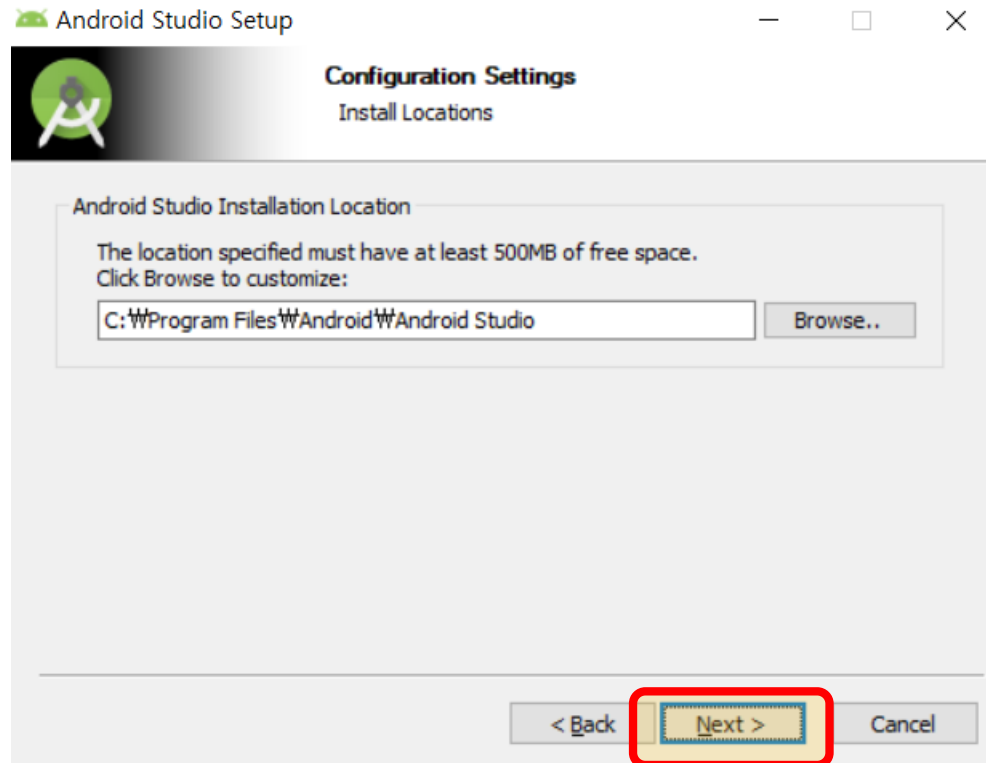 Android Studio Setup
Configuration Settings
Install Locations
Android Studio Installation Location
The location specified must have at least 500MB of free space.
Click Browse to customize:
C:₩Program Files₩Android₩Android Studio
Browse..
< Back
Next >
Cancel